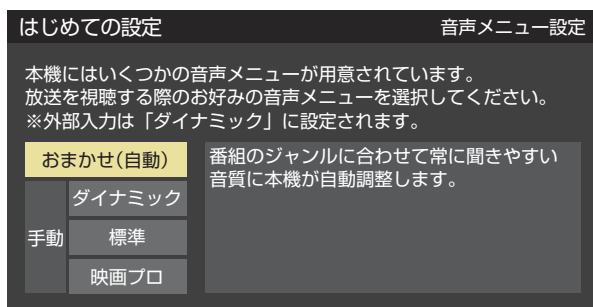 はじめての設定 音声メニュー設定
本機にはいくつかの音声メニューが用意されています。
放送を視聴する際のお好みの音声メニューを選択してください。
※外部入力は「ダイナミック」に設定されます。
おまかせ(自動)
番組のジャンルに合わせて常に聞きやすい
音質に本機が自動調整します。
手動
ダイナミック
標準
映画プロ